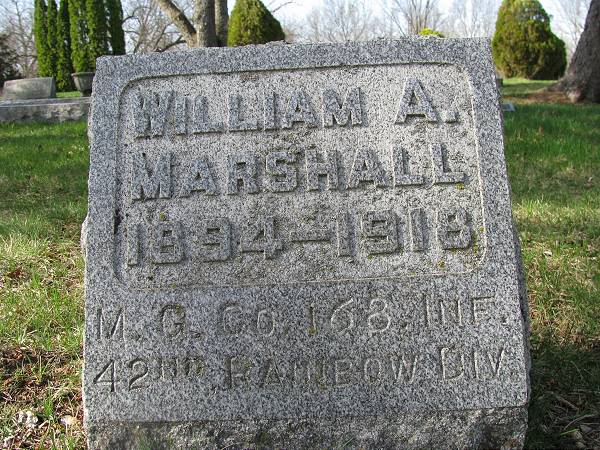 WILLIAM A.
MARSHALL
1894–1918
M. G. CO. 168. INF.
42ND RAINBOW DIV.